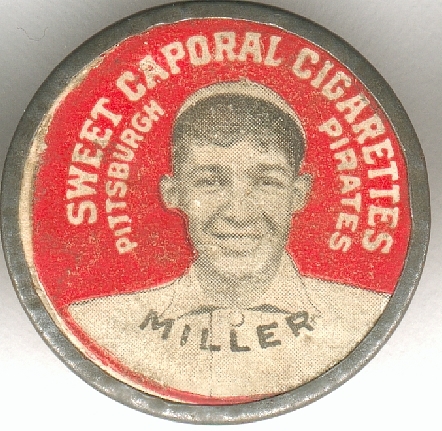 SWEET CAPORAL CIGARETTES
PITTSBURGH
PIRATES
MILLER